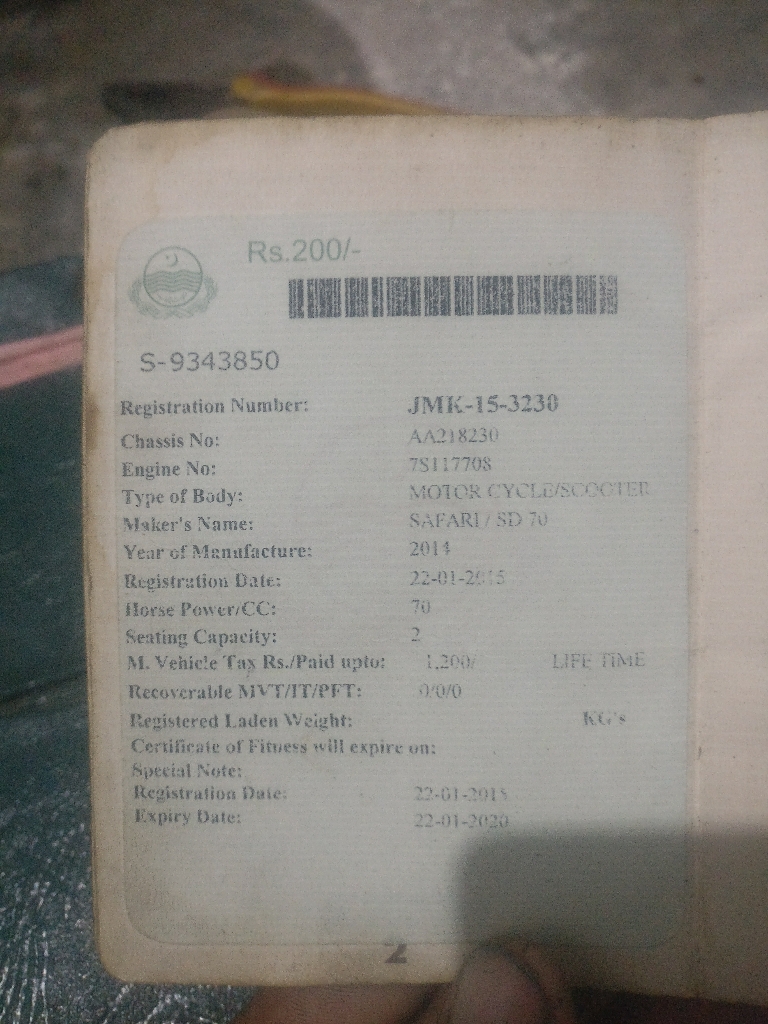 Rs.200/-
S-9343850
Registration Number: JMK-15-3230
Chassis No: AA218230
Engine No: 7S117708
Type of Body: MOTOR CYCLE/SCOOTER
Maker's Name: SAFARI / SD 70
Year of Manufacture: 2014
Registration Date: 22-01-2015
Horse Power/CC: 70
Seating Capacity: 2
M. Vehicle Tax Rs./Paid upto: 1,200/ LIFE TIME
Recoverable MVT/IT/PFT: 0/0/0
Registered Laden Weight: KG's
Certificate of Fitness will expire on:
Special Note:
Registration Date: 22-01-2015
Expiry Date: 22-01-2020
2